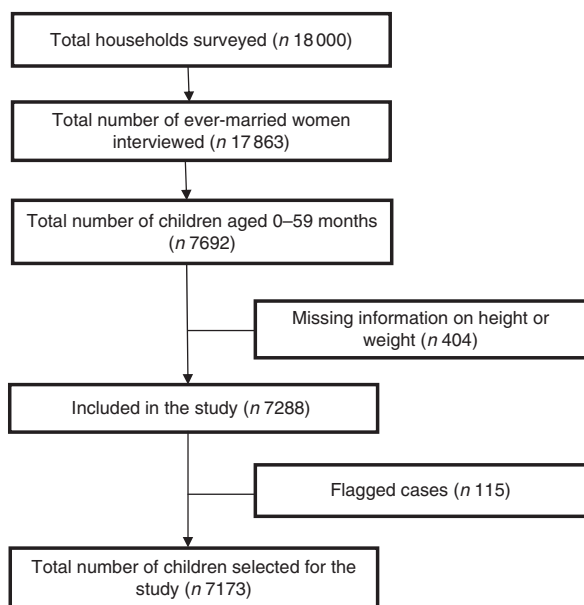 Total households surveyed (n 18 000)
Total number of ever-married women
interviewed (n 17 863)
Total number of children aged 0–59 months
(n 7692)
Missing information on height or
weight (n 404)
Included in the study (n 7288)
Flagged cases (n 115)
Total number of children selected for the
study (n 7173)